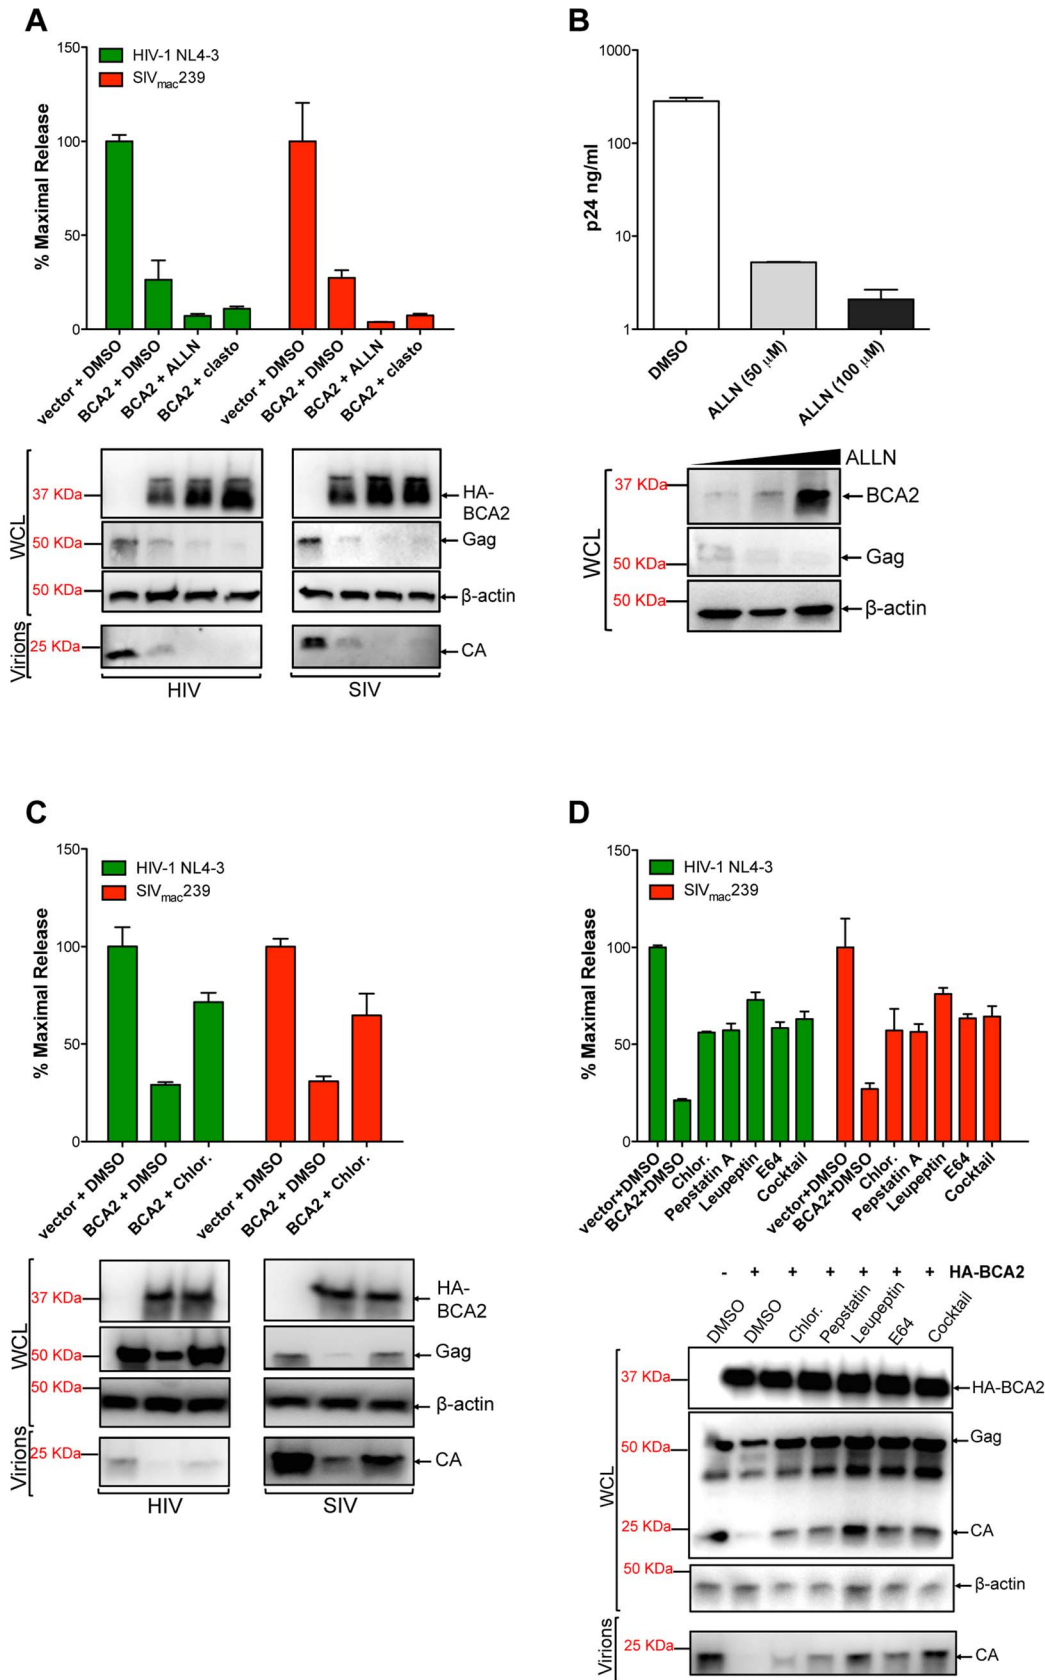 A
150
100
50
0
% Maximal Release
HIV-1 NL4-3
SIVmac239
vector + DMSO
BCA2 + DMSO
BCA2 + ALLN
BCA2 + clasto
vector + DMSO
BCA2 + DMSO
BCA2 + ALLN
BCA2 + clasto
WCL
37 KDa
HA-
BCA2
50 KDa
Gag
50 KDa
β-actin
Virions
25 KDa
CA
HIV
SIV
B
1000
100
10
1
p24 ng/ml
DMSO
ALLN (50 μM)
ALLN (100 μM)
ALLN
WCL
37 KDa
BCA2
50 KDa
Gag
50 KDa
β-actin
C
150
100
50
0
% Maximal Release
HIV-1 NL4-3
SIVmac239
vector + DMSO
BCA2 + DMSO
BCA2 + Chlor.
vector + DMSO
BCA2 + DMSO
BCA2 + Chlor.
WCL
37 KDa
HA-
BCA2
50 KDa
Gag
50 KDa
β-actin
Virions
25 KDa
CA
HIV
SIV
D
150
100
50
0
% Maximal Release
HIV-1 NL4-3
SIVmac239
vector+DMSO
BCA2+DMSO
Chlor.
Pepstatin A
Leupeptin
E64
Cocktail
vector+DMSO
BCA2+DMSO
Chlor.
Pepstatin A
Leupeptin
E64
Cocktail
- + + + + + + HA-BCA2
DMSO DMSO Chlor. Pepstatin Leupeptin E64 Cocktail
WCL
37 KDa
HA-BCA2
Gag
50 KDa
25 KDa
CA
50 KDa
β-actin
Virions
25 KDa
CA